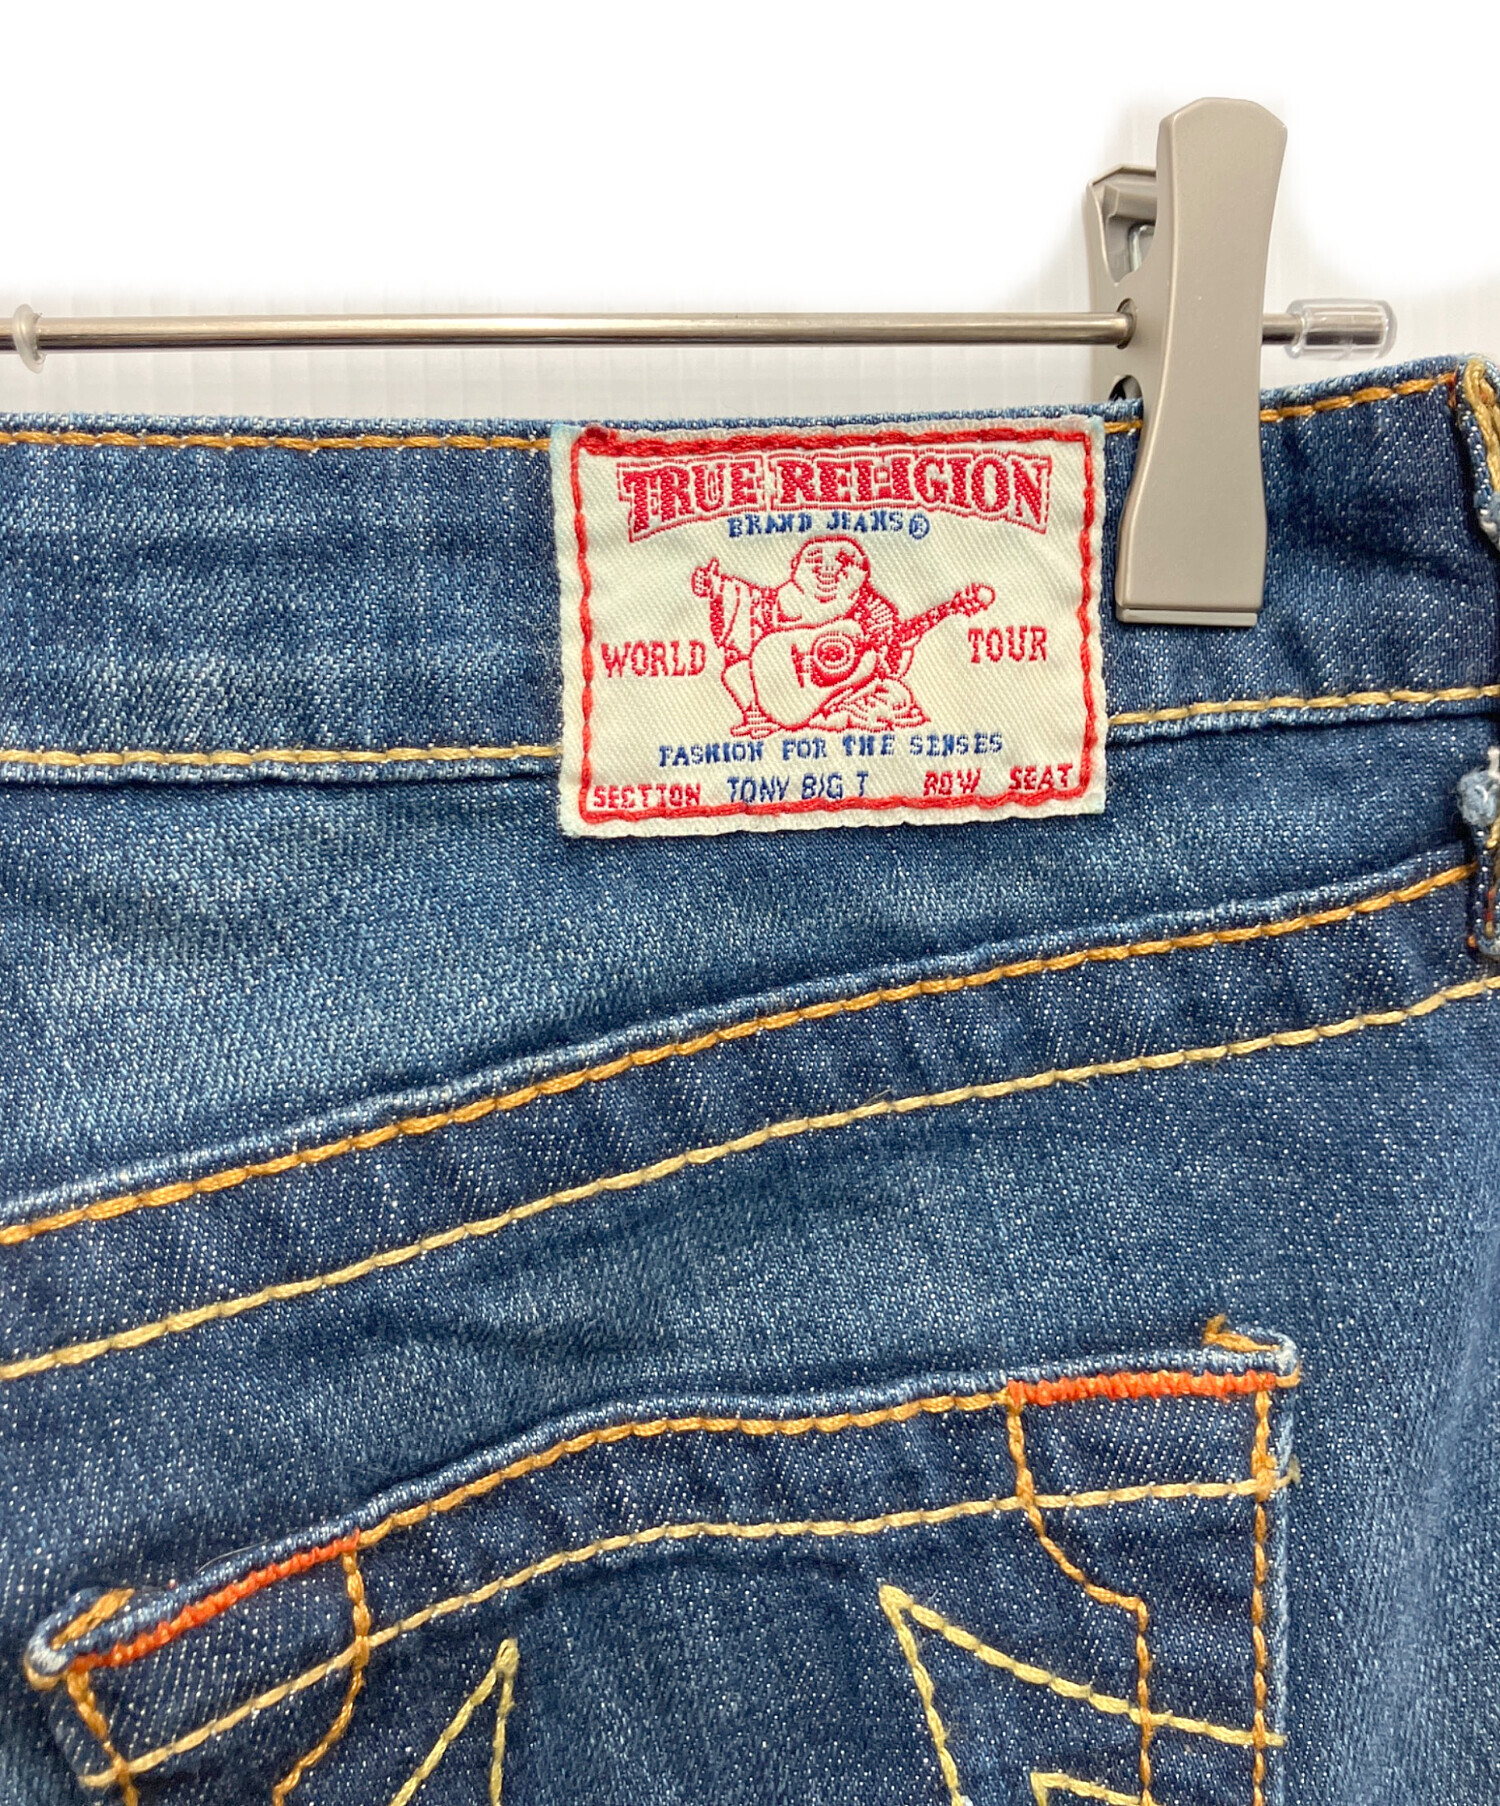 TRUE RELIGION
BRAND JEANS®
WORLD TOUR
FASHION FOR THE SENSES
SECTION TONY BIG T ROW SEAT